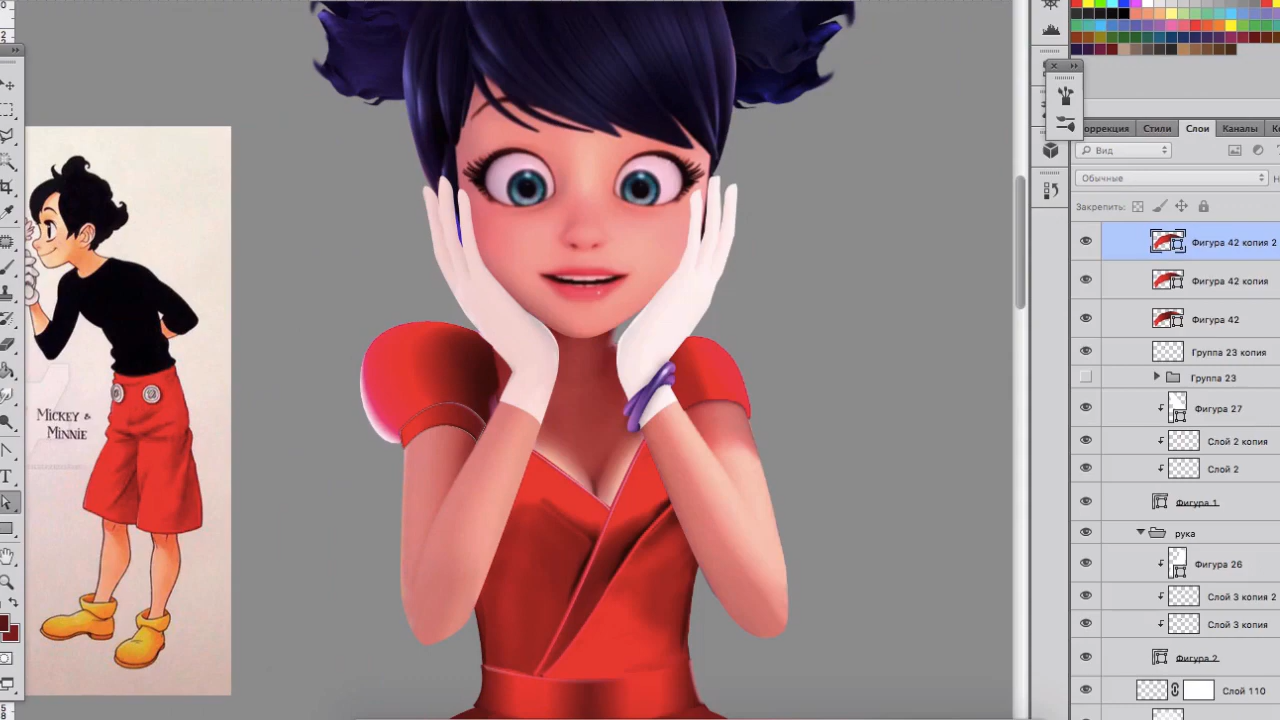 MICKEY &
MINNIE
оррекция Стили Слои Каналы Ко
Вид
Обычные
Закрепить:
Фигура 42 копия 2
Фигура 42 копия
Фигура 42
Группа 23 копия
Группа 23
Фигура 27
Слой 2 копия
Слой 2
Фигура 1
рука
Фигура 26
Слой 3 копия 2
Слой 3 копия
Фигура 2
Слой 110